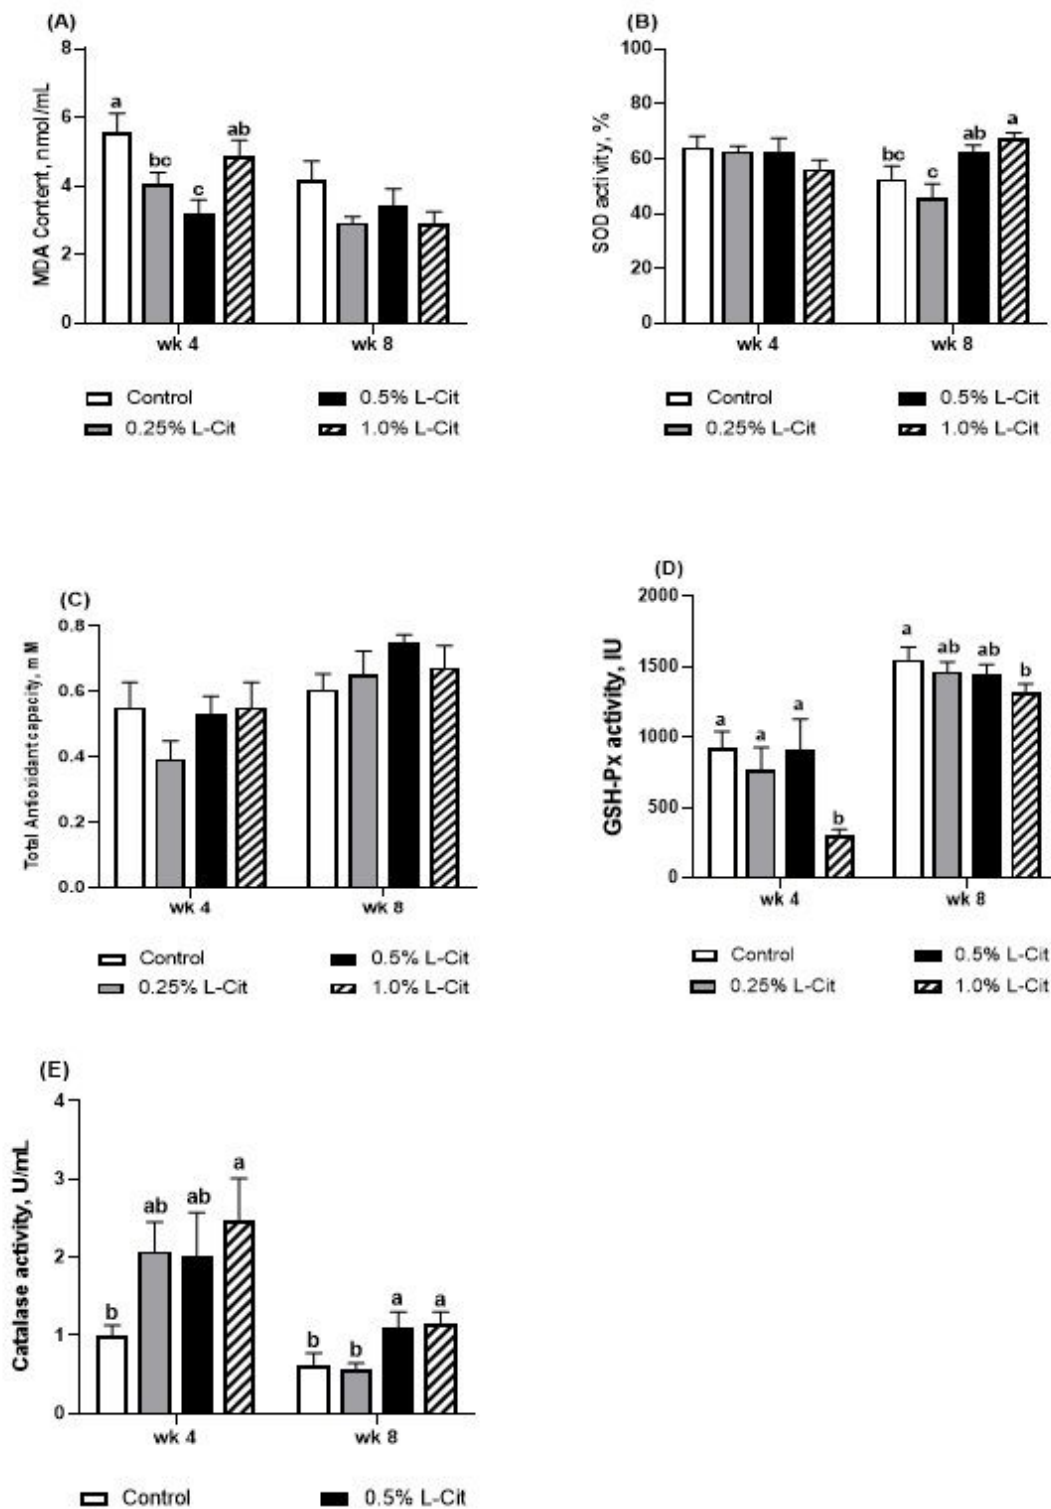 (A)
MDA Content, nmol/mL
8
6
4
2
0
a
bc
c
ab
wk 4
wk 8
Control
0.5% L-Cit
0.25% L-Cit
1.0% L-Cit
(B)
SOD activity, %
100
80
60
40
20
0
bc
c
ab
a
wk 4
wk 8
Control
0.5% L-Cit
0.25% L-Cit
1.0% L-Cit
(C)
Total Antioxidant capacity, mM
0.8
0.6
0.4
0.2
0.0
wk 4
wk 8
Control
0.5% L-Cit
0.25% L-Cit
1.0% L-Cit
(D)
GSH-Px activity, IU
2000
1500
1000
500
0
a
a
a
b
a
ab
ab
b
wk 4
wk 8
Control
0.5% L-Cit
0.25% L-Cit
1.0% L-Cit
(E)
Catalase activity, U/mL
4
3
2
1
0
b
ab
ab
a
b
b
a
a
wk 4
wk 8
Control
0.5% L-Cit